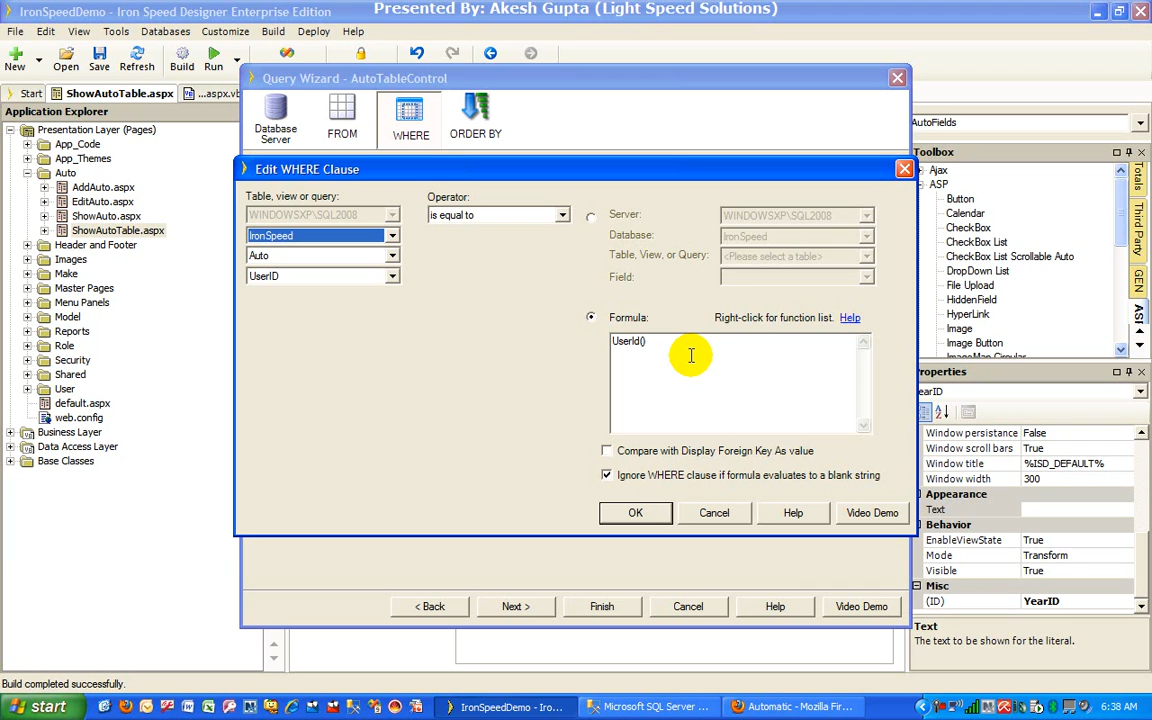 IronSpeedDemo - Iron Speed Designer Enterprise Edition
Presented By: Akesh Gupta (Light Speed Solutions)
File Edit View Tools Databases Customize Build Deploy Help
New Open Save Refresh Build Run
Start ShowAutoTable.aspx ...aspx.vb
Application Explorer
Presentation Layer (Pages)
App_Code
App_Themes
Auto
AddAuto.aspx
EditAuto.aspx
ShowAuto.aspx
ShowAutoTable.aspx
Header and Footer
Images
Make
Master Pages
Menu Panels
Model
Reports
Role
Security
Shared
User
default.aspx
web.config
Business Layer
Data Access Layer
Base Classes
Query Wizard - AutoTableControl
Database Server
FROM
WHERE
ORDER BY
Edit WHERE Clause
Table, view or query:
WINDOWSXP\SQL2008
IronSpeed
Auto
UserID
Operator:
is equal to
Server: WINDOWSXP\SQL2008
Database: IronSpeed
Table, View, or Query: <Please select a table>
Field:
Formula: Right-click for function list. Help
UserId()
Compare with Display Foreign Key As value
Ignore WHERE clause if formula evaluates to a blank string
OK Cancel Help Video Demo
< Back Next > Finish Cancel Help Video Demo
AutoFields
Toolbox
Ajax
ASP
Button
Calendar
CheckBox
CheckBox List
CheckBox List Scrollable Auto
DropDown List
File Upload
HiddenField
HyperLink
Image
Image Button
ImageMap Circular
Totals
Third Party
GEN
Properties
YearID
Window persistance False
Window scroll bars True
Window title %ISD_DEFAULT%
Window width 300
Appearance
Text
Behavior
EnableViewState True
Mode Transform
Visible True
Misc
(ID) YearID
Text
The text to be shown for the literal.
Build completed successfully.
start
IronSpeedDemo - Iro...
Microsoft SQL Server ...
Automatic - Mozilla Fir...
6:38 AM